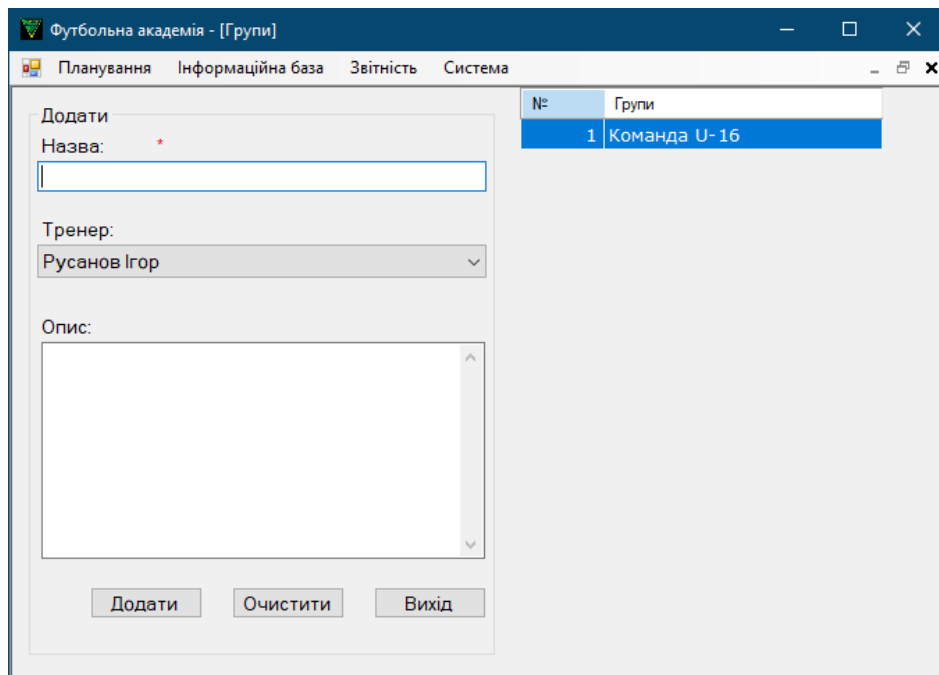 Футбольна академія - [Групи]
Планування Інформаційна база Звітність Система
Додати
Назва: *
Тренер:
Русанов Ігор
Опис:
Додати Очистити Вихід
№ Групи
1 Команда U-16